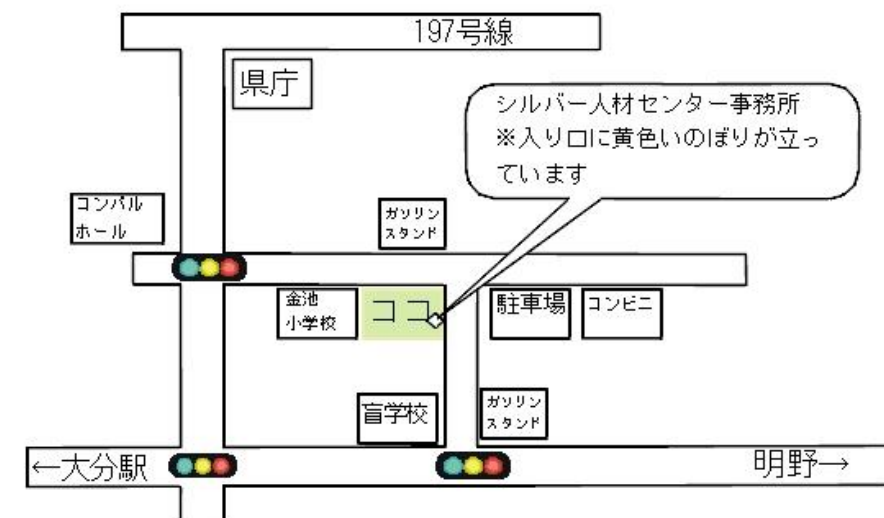 197号線
県庁
シルバー人材センター事務所
※入り口に黄色いのぼりが立っ
ています
コンパル
ホール
ガソリン
スタンド
金池
小学校
ココ
駐車場
コンビニ
盲学校
ガソリン
スタンド
←大分駅
明野→